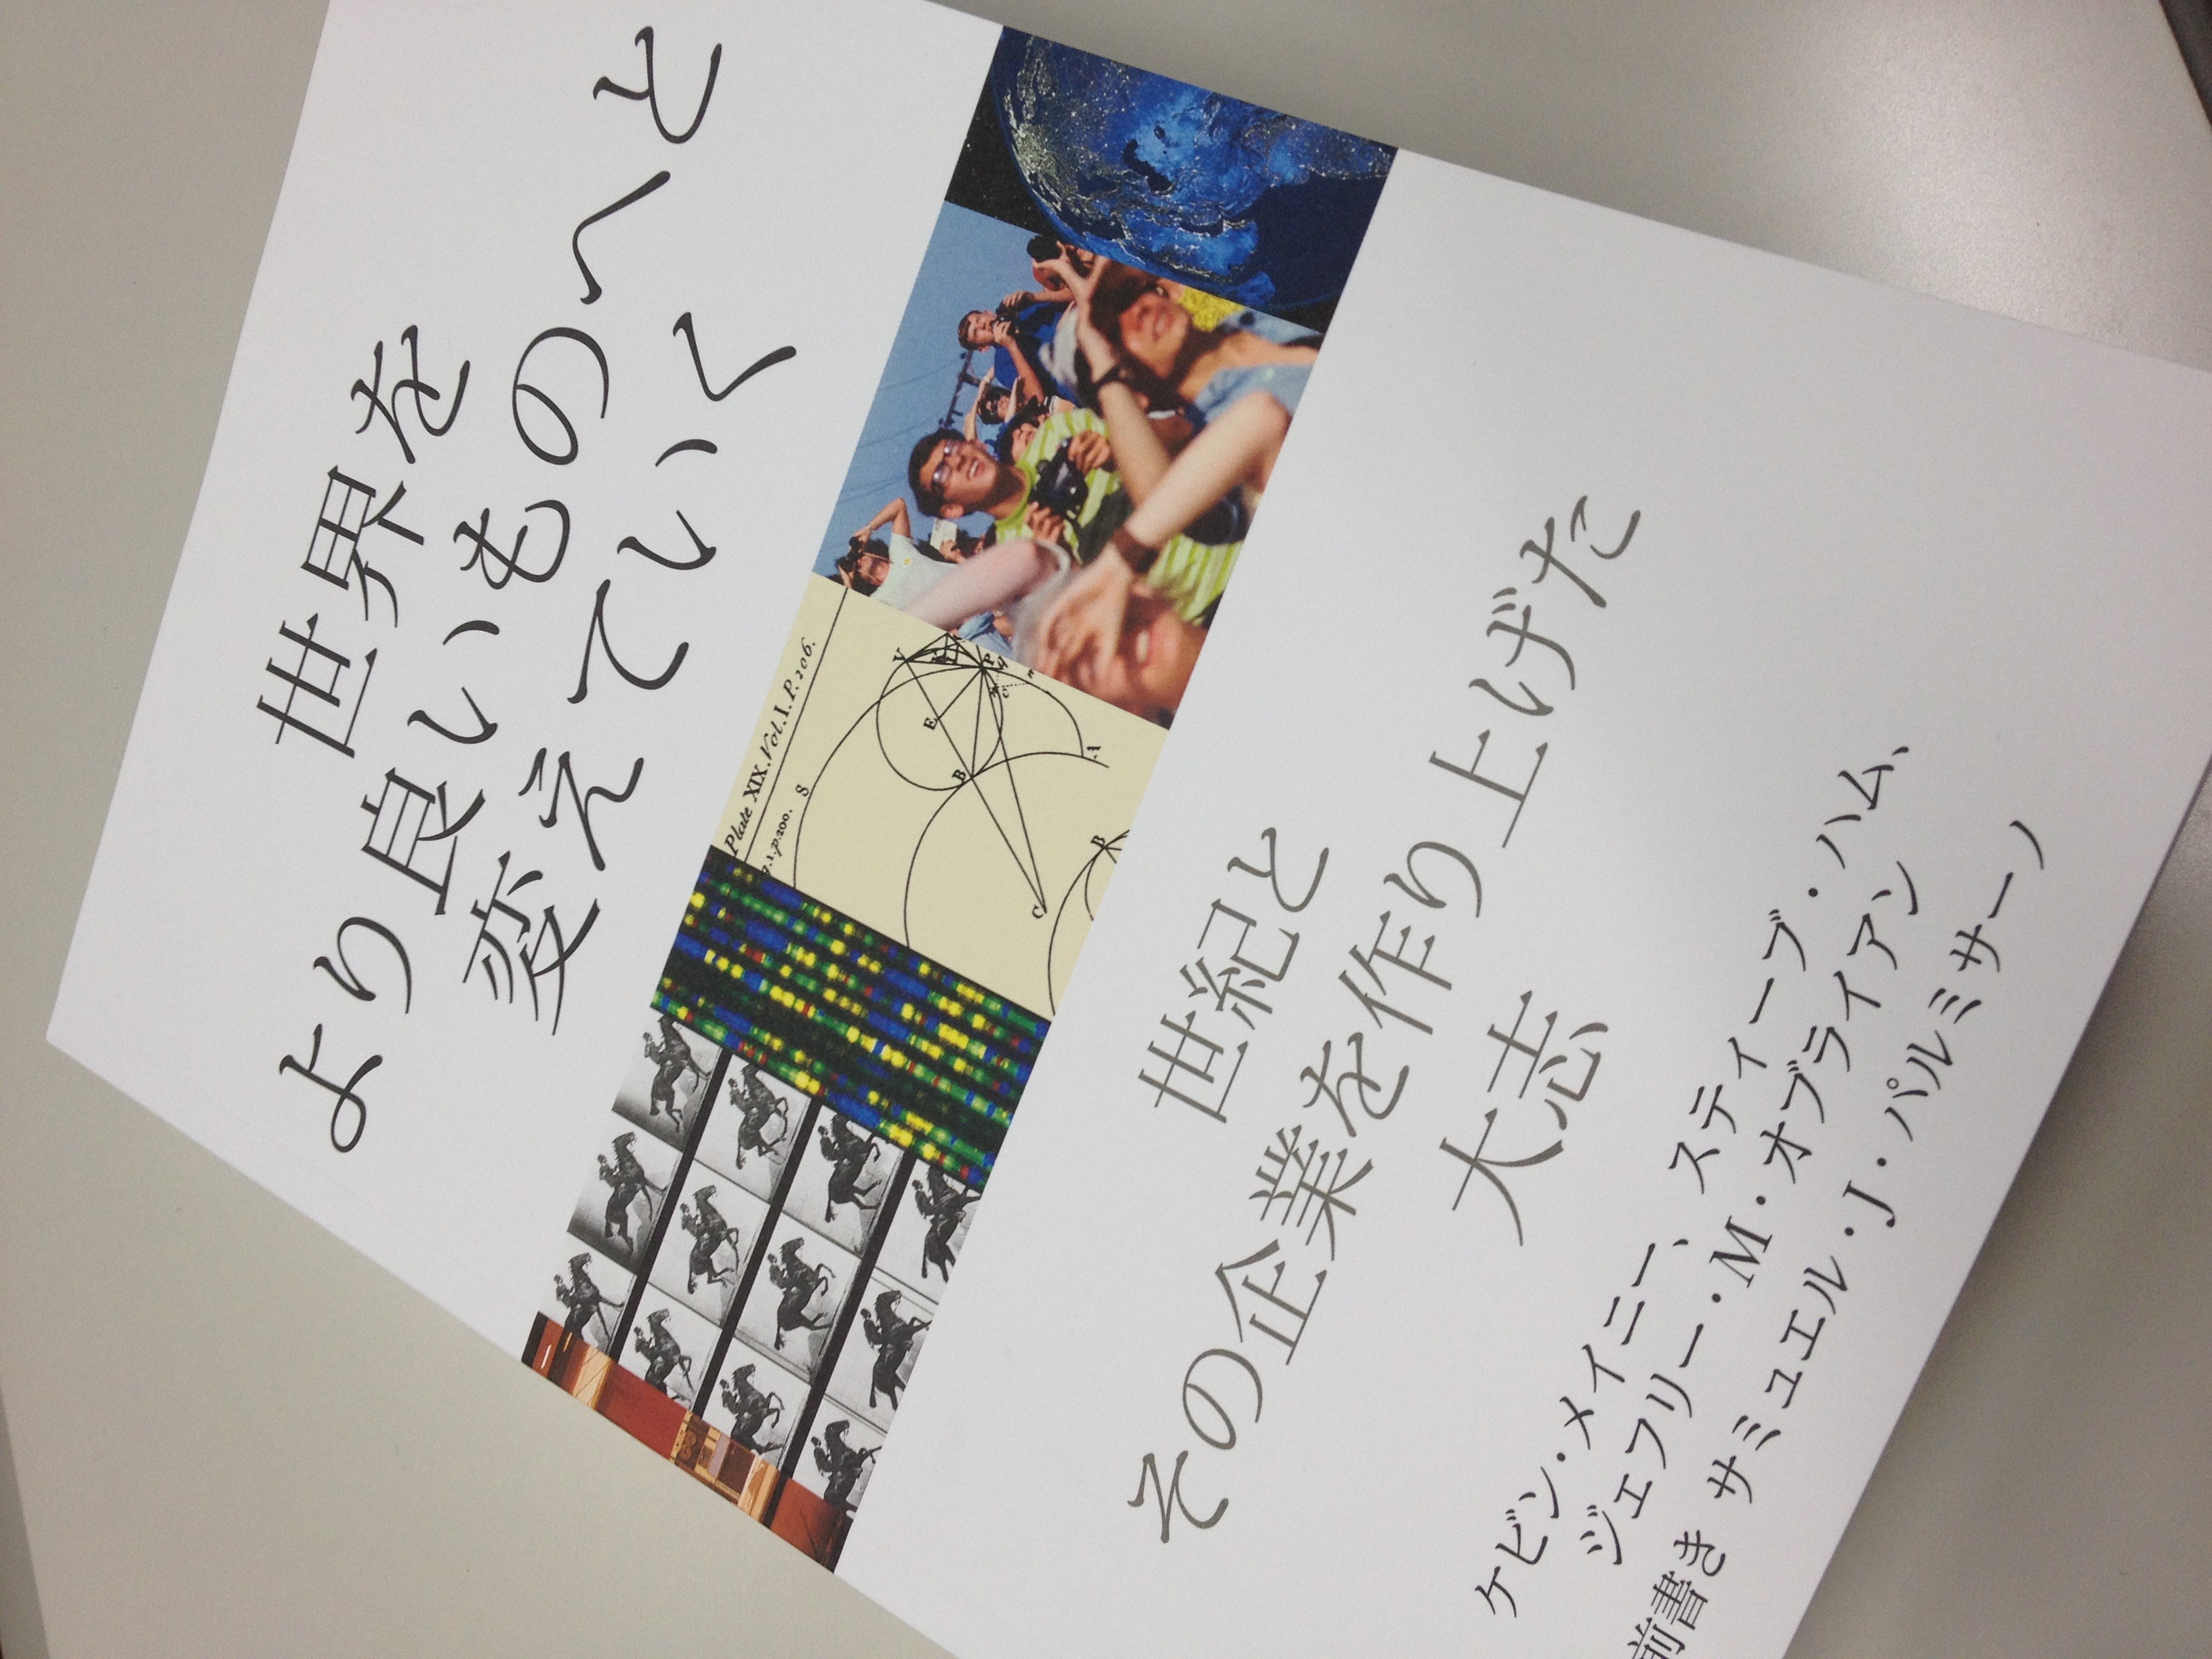 世界を
より良いものへと
変えていく
Plate XIX. Vol. I. P. 206.
.1.p.200.
S
V
E
B
P
C
A
B
世紀と
その企業を作り上げた
大志
ケビン・メイニー、スティーブ・ハム、
ジェフリー・M・オブライアン
前書き サミュエル・J・パルミサーノ